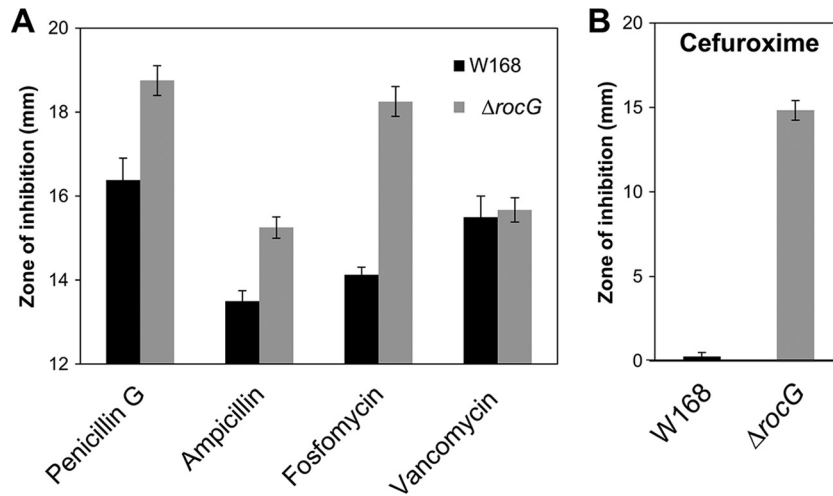 A
Zone of inhibition (mm)
20
18
16
14
12
W168
ΔrocG
Penicillin G
Ampicillin
Fosfomycin
Vancomycin
B
Cefuroxime
Zone of inhibition (mm)
20
15
10
5
0
W168
ΔrocG